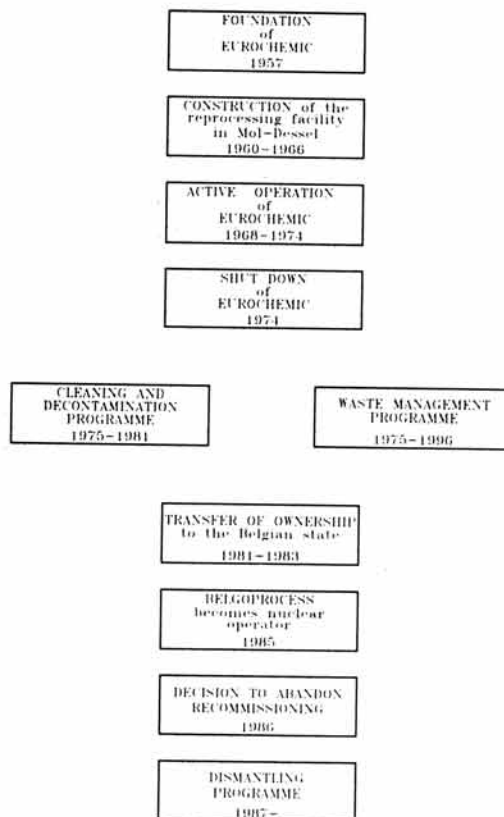 FOUNDATION
of
EUROCHEMIC
1957
CONSTRUCTION of the
reprocessing facility
in Mol-Dessel
1960-1966
ACTIVE OPERATION
of
EUROCHEMIC
1968-1974
SHUT DOWN
of
EUROCHEMIC
1974
CLEANING AND
DECONTAMINATION
PROGRAMME
1975-1981
WASTE MANAGEMENT
PROGRAMME
1975-1996
TRANSFER OF OWNERSHIP
to the Belgian state
1981-1983
BELGOPROCESS
becomes nuclear
operator
1985
DECISION TO ABANDON
RECOMMISSIONING
1986
DISMANTLING
PROGRAMME
1987-